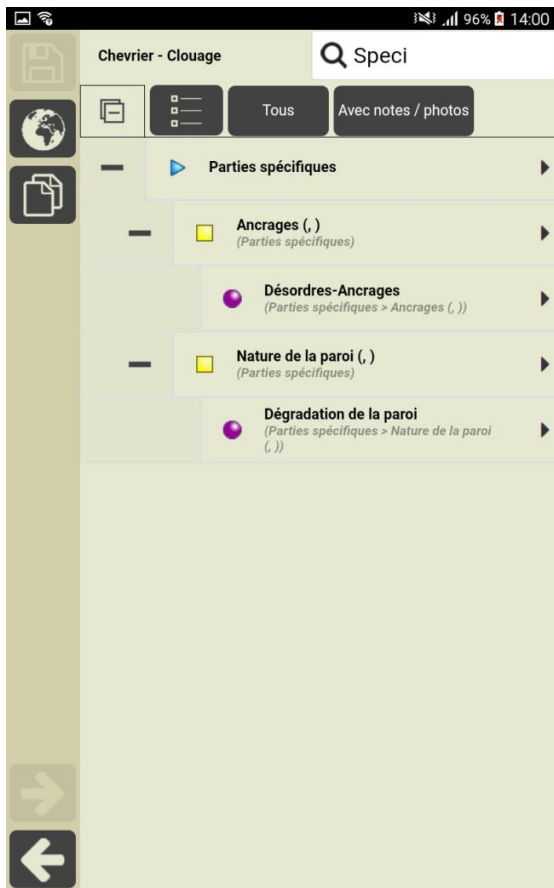 96% 14:00
Chevrier - Clouage
Speci
Tous
Avec notes / photos
Parties spécifiques
Ancrages (, )
(Parties spécifiques)
Désordres-Ancrages
(Parties spécifiques > Ancrages (, ))
Nature de la paroi (, )
(Parties spécifiques)
Dégradation de la paroi
(Parties spécifiques > Nature de la paroi
(, ))